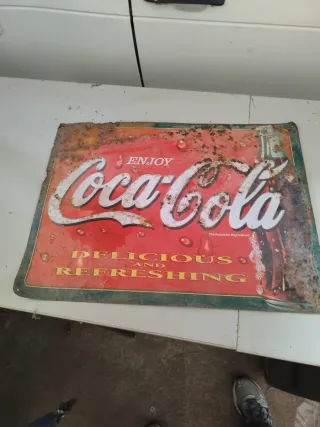 ENJOY
Coca-Cola
DELICIOUS
AND
REFRESHING